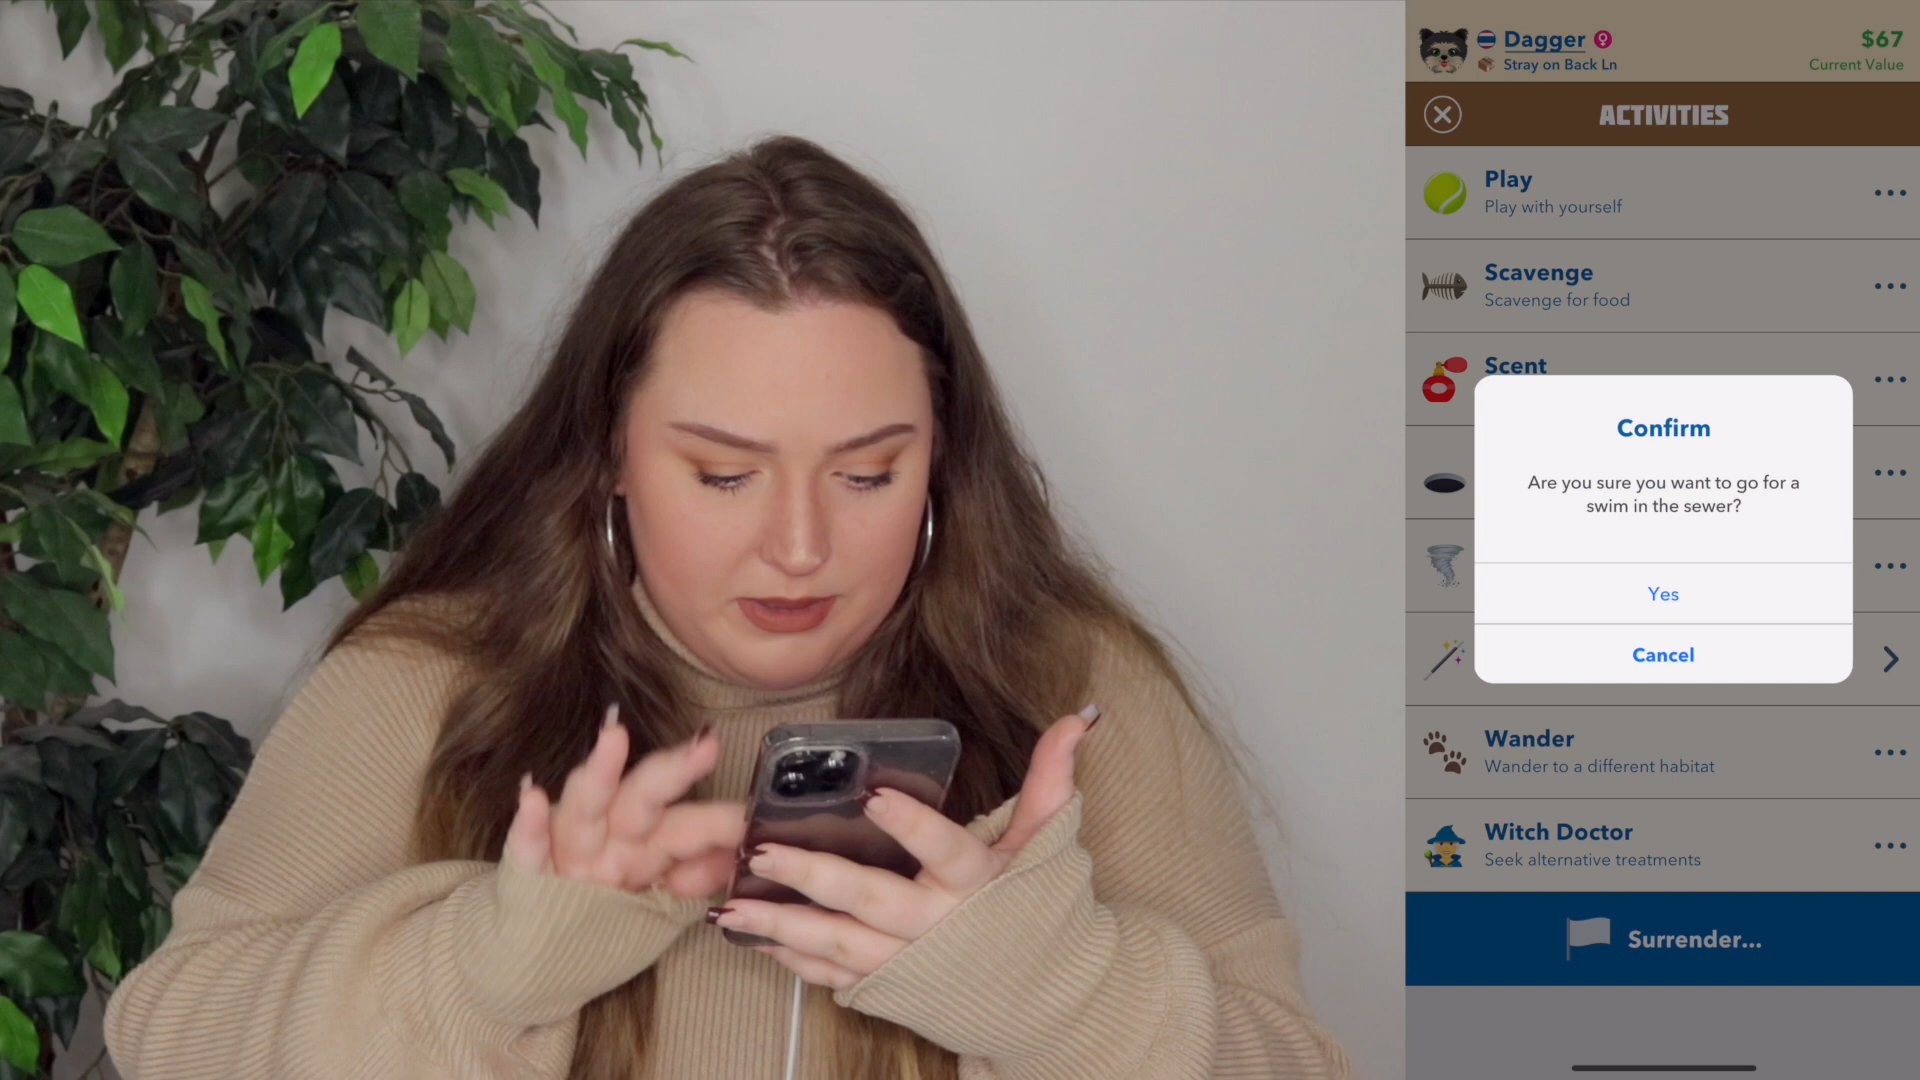 Dagger
$67
Stray on Back Ln
Current Value
ACTIVITIES
Play
Play with yourself
Scavenge
Scavenge for food
Scent
Confirm
Are you sure you want to go for a
swim in the sewer?
Yes
Cancel
Wander
Wander to a different habitat
Witch Doctor
Seek alternative treatments
Surrender...